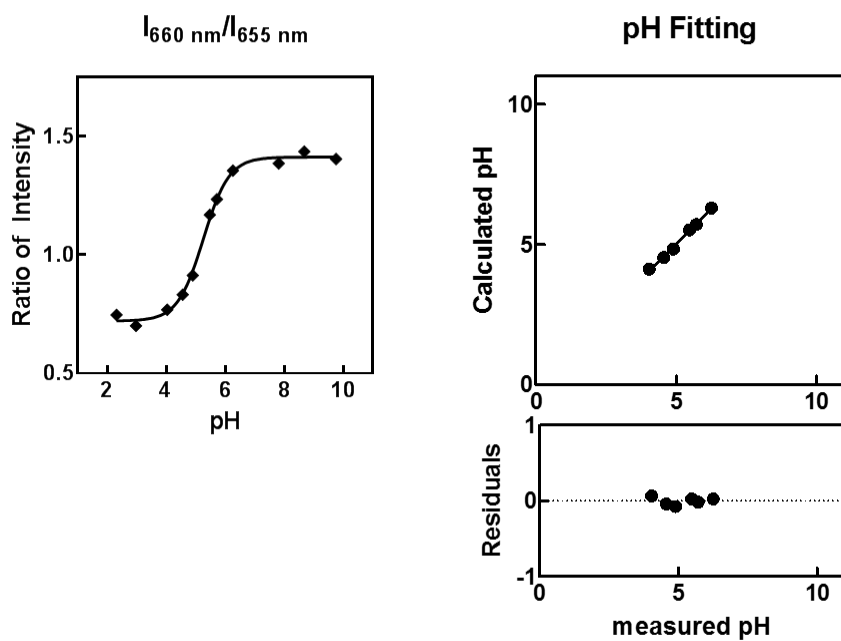 I660 nm/I655 nm
Ratio of Intensity
1.5
1.0
0.5
2 4 6 8 10
pH
pH Fitting
Calculated pH
10
5
0
0 5 10
Residuals
1
0
-1
0 5 10
measured pH